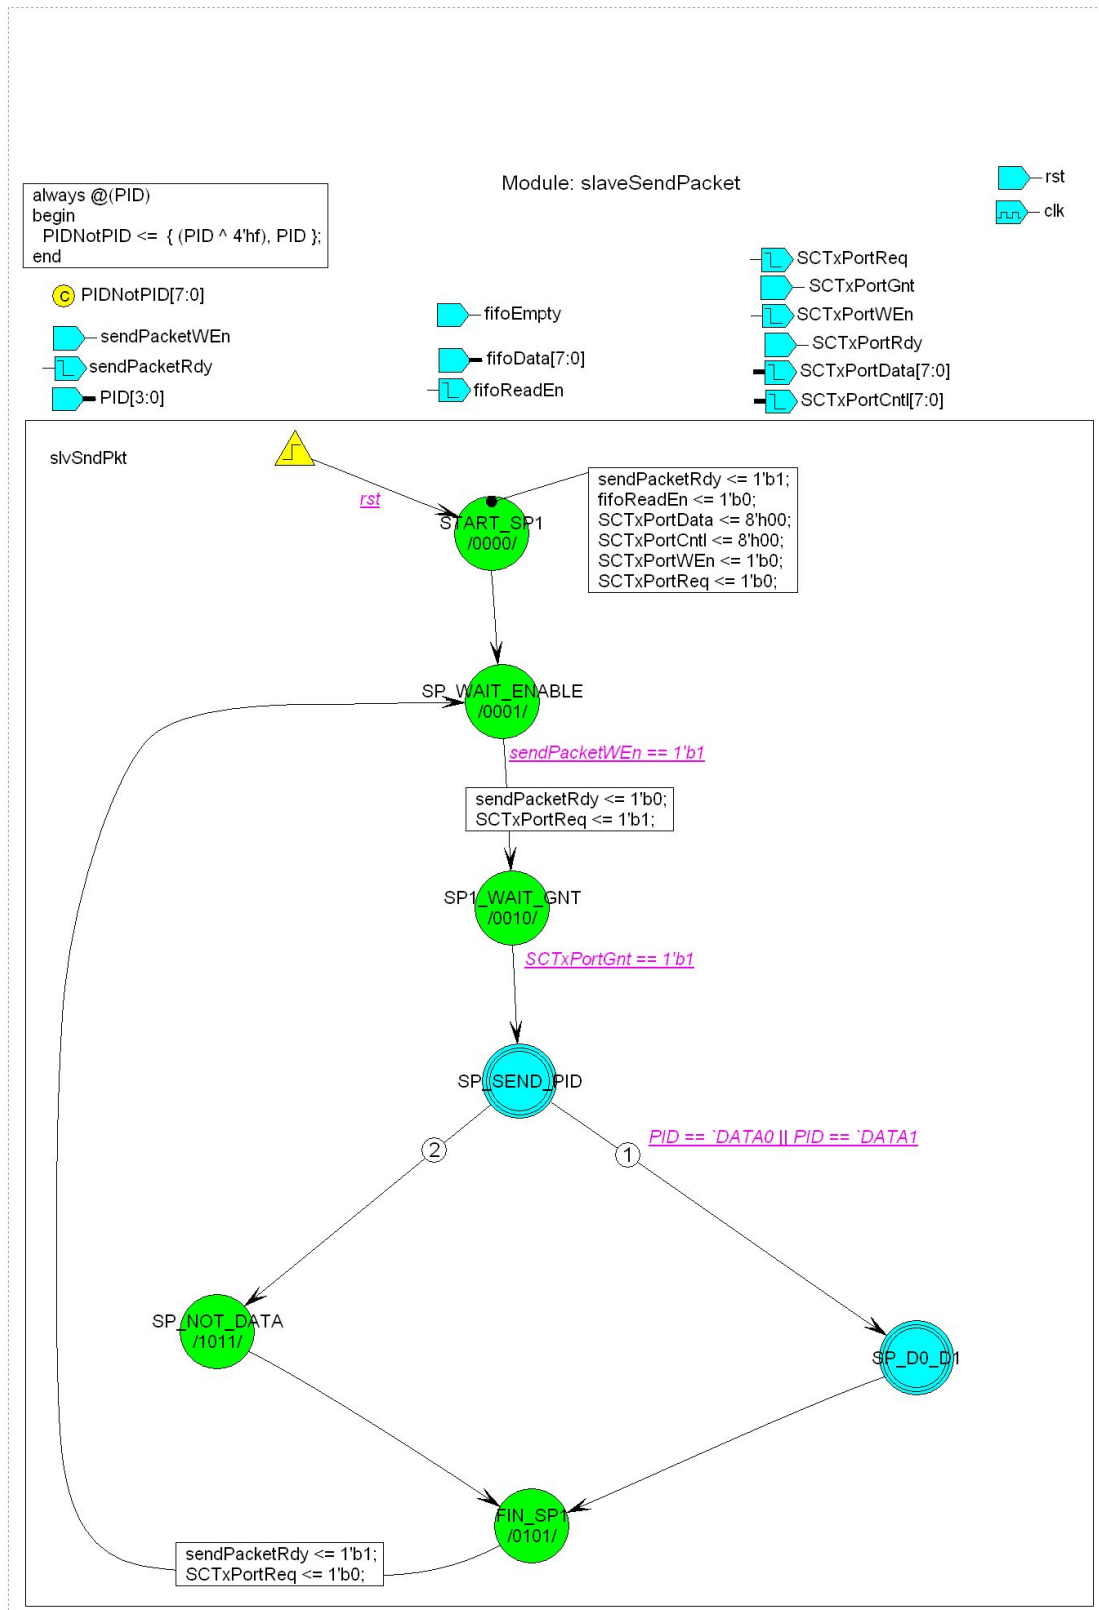 Module: slaveSendPacket
rst
clk
always @(PID)
begin
PIDNotPID <= { (PID ^ 4'hf), PID };
end
C PIDNotPID[7:0]
sendPacketWEn
sendPacketRdy
PID[3:0]
fifoEmpty
fifoData[7:0]
fifoReadEn
SCTxPortReq
SCTxPortGnt
SCTxPortWEn
SCTxPortRdy
SCTxPortData[7:0]
SCTxPortCntl[7:0]
slvSndPkt
rst
START_SP1
/0000/
sendPacketRdy <= 1'b1;
fifoReadEn <= 1'b0;
SCTxPortData <= 8'h00;
SCTxPortCntl <= 8'h00;
SCTxPortWEn <= 1'b0;
SCTxPortReq <= 1'b0;
SP_WAIT_ENABLE
/0001/
sendPacketWEn == 1'b1
sendPacketRdy <= 1'b0;
SCTxPortReq <= 1'b1;
SP1_WAIT_GNT
/0010/
SCTxPortGnt == 1'b1
SP_SEND_PID
2
1
PID == `DATA0 || PID == `DATA1
SP_NOT_DATA
/1011/
SP_D0_D1
FIN_SP1
/0101/
sendPacketRdy <= 1'b1;
SCTxPortReq <= 1'b0;